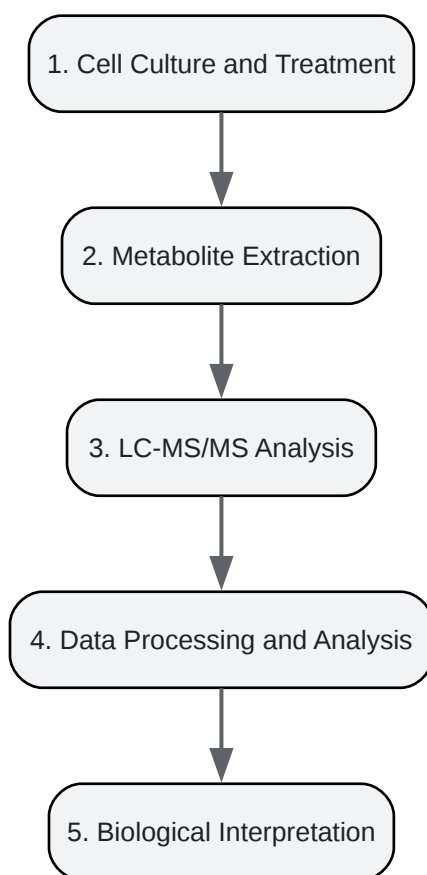 1. Cell Culture and Treatment
2. Metabolite Extraction
3. LC-MS/MS Analysis
4. Data Processing and Analysis
5. Biological Interpretation